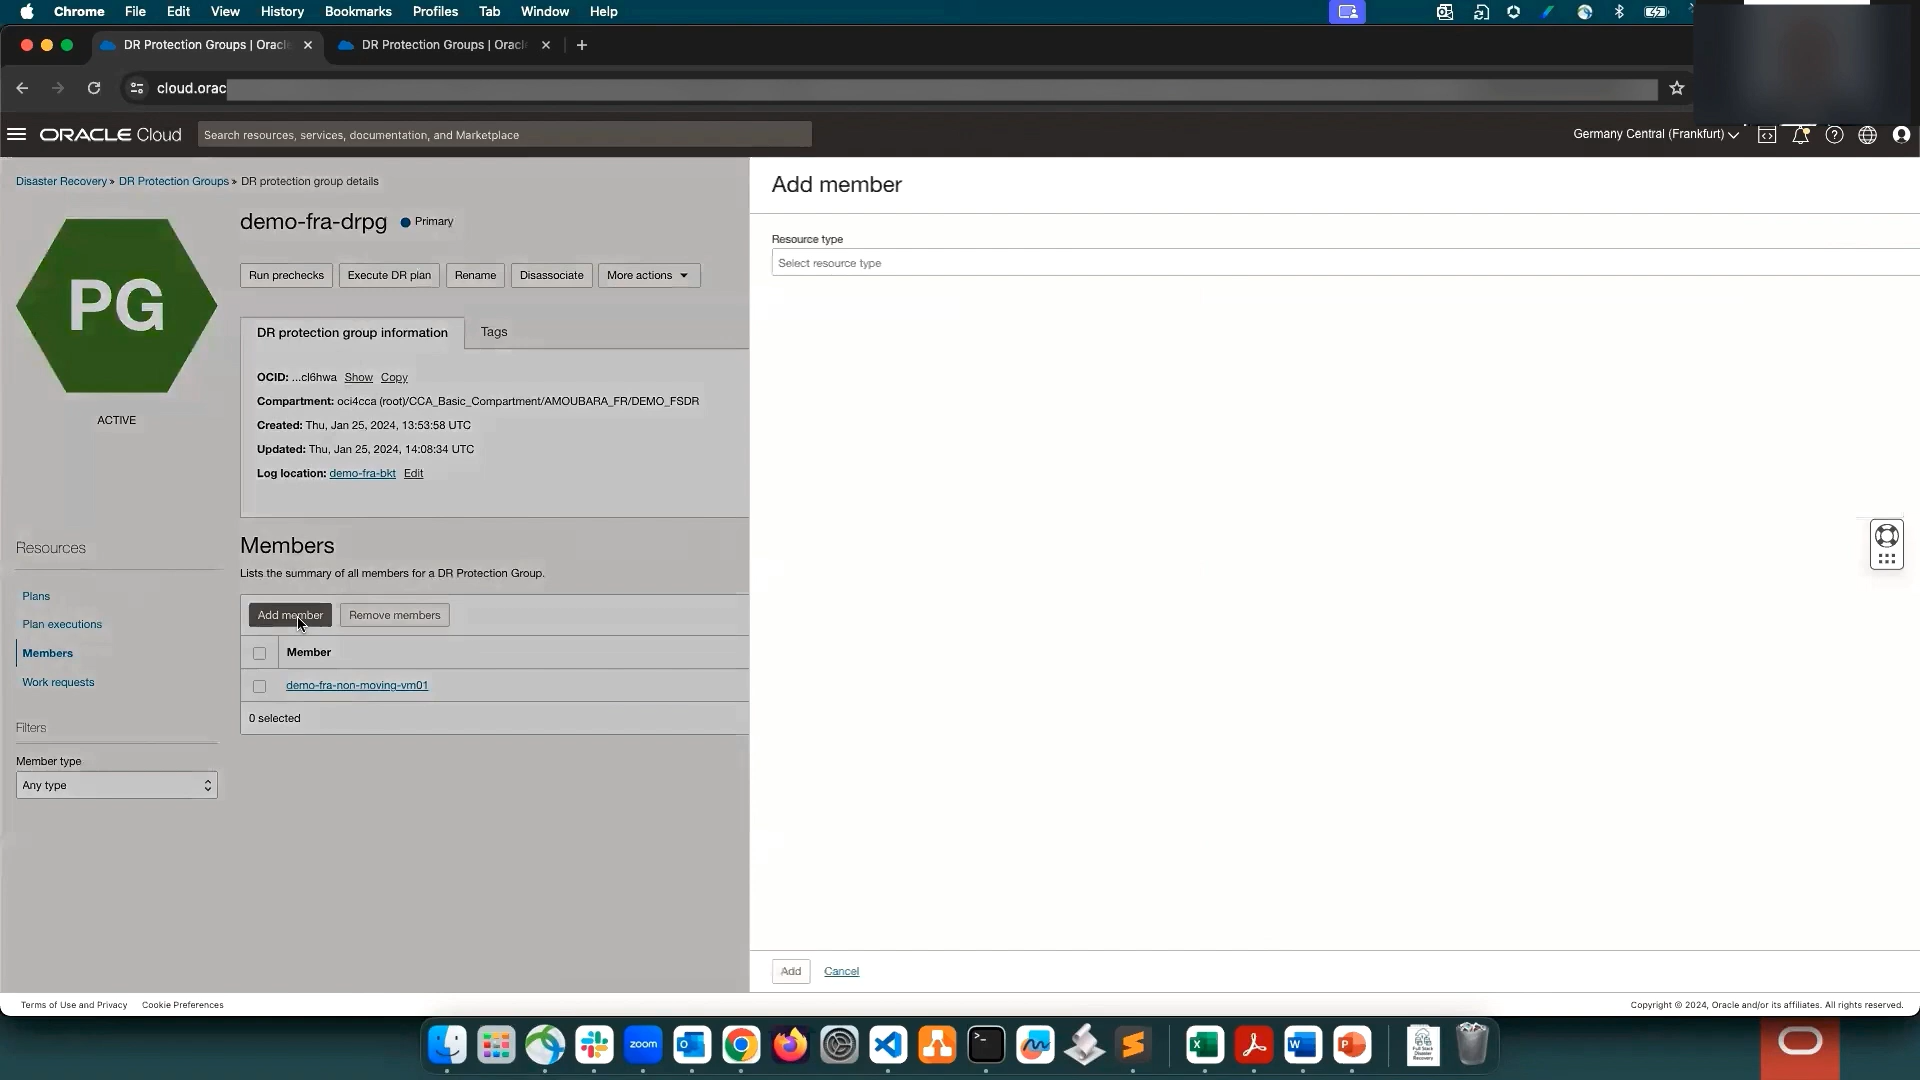 Chrome File Edit View History Bookmarks Profiles Tab Window Help
DR Protection Groups | Oracl
DR Protection Groups | Oracl
cloud.orac
ORACLE Cloud
Search resources, services, documentation, and Marketplace
Germany Central (Frankfurt)
Disaster Recovery » DR Protection Groups » DR protection group details
PG
ACTIVE
demo-fra-drpg
Primary
Run prechecks
Execute DR plan
Rename
Disassociate
More actions
DR protection group information
Tags
OCID: ...cl6hwa Show Copy
Compartment: oci4cca (root)/CCA_Basic_Compartment/AMOUBARA_FR/DEMO_FSDR
Created: Thu, Jan 25, 2024, 13:53:58 UTC
Updated: Thu, Jan 25, 2024, 14:08:34 UTC
Log location: demo-fra-bkt Edit
Resources
Plans
Plan executions
Members
Work requests
Filters
Member type
Any type
Members
Lists the summary of all members for a DR Protection Group.
Add member
Remove members
Member
demo-fra-non-moving-vm01
0 selected
Add member
Resource type
Select resource type
Add
Cancel
Terms of Use and Privacy
Cookie Preferences
Copyright © 2024, Oracle and/or its affiliates. All rights reserved.
zoom
Full Stack
Disaster
Recovery